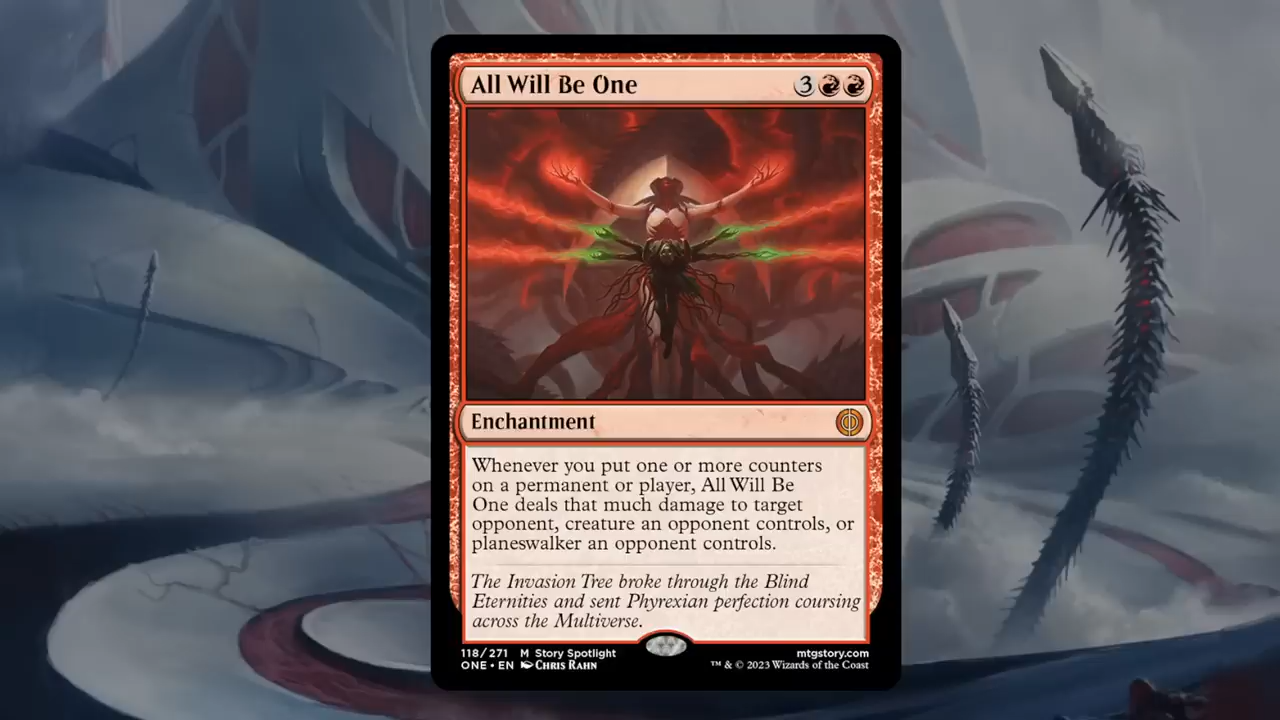 All Will Be One 3
Enchantment
Whenever you put one or more counters
on a permanent or player, All Will Be
One deals that much damage to target
opponent, creature an opponent controls, or
planeswalker an opponent controls.
The Invasion Tree broke through the Blind
Eternities and sent Phyrexian perfection coursing
across the Multiverse.
118/271 M Story Spotlight
mtgstory.com
ONE • EN Chris Rahn
™ & © 2023 Wizards of the Coast